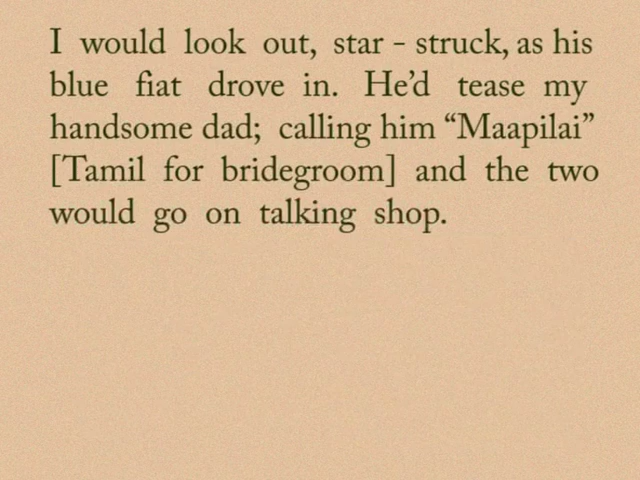 I would look out, star - struck, as his
blue fiat drove in. He’d tease my
handsome dad; calling him “Maapilai”
[Tamil for bridegroom] and the two
would go on talking shop.